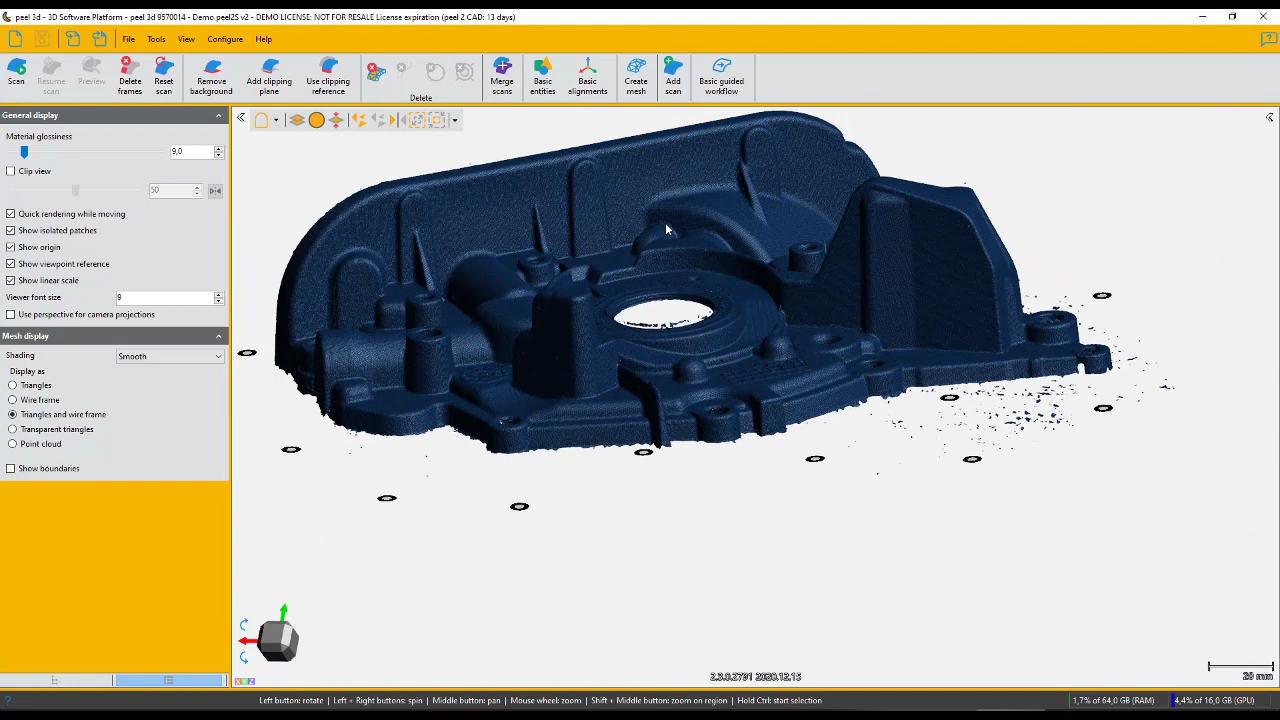 peel 3d - 3D Software Platform - peel 3d 9570014 - Demo peel2S v2 - DEMO LICENSE: NOT FOR RESALE License expiration (peel 2 CAD: 13 days)
File Tools View Configure Help
Scan
Resume scan
Preview
Delete frames
Reset scan
Remove background
Add clipping plane
Use clipping reference
Delete
Merge scans
Basic entities
Basic alignments
Create mesh
Add scan
Basic guided workflow
General display
Material glossiness
9,0
Clip view
50
Quick rendering while moving
Show isolated patches
Show origin
Show viewpoint reference
Show linear scale
Viewer font size 9
Use perspective for camera projections
Mesh display
Shading Smooth
Display as
Triangles
Wire frame
Triangles and wire frame
Transparent triangles
Point cloud
Show boundaries
X Y Z
2.3.0.2791 2020.12.15
20 mm
Left button: rotate | Left + Right buttons: spin | Middle button: pan | Mouse wheel: zoom | Shift + Middle button: zoom on region | Hold Ctrl: start selection
1,7% of 64,0 GB (RAM) 4,4% of 16,0 GB (GPU)